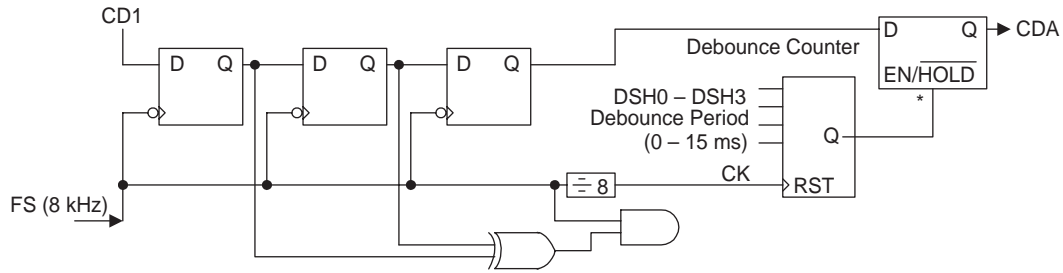 CD1
D Q
D Q
D Q
Debounce Counter
D Q
CDA
EN/HOLD
*
DSH0 – DSH3
Debounce Period
(0 – 15 ms)
Q
CK
RST
÷ 8
FS (8 kHz)